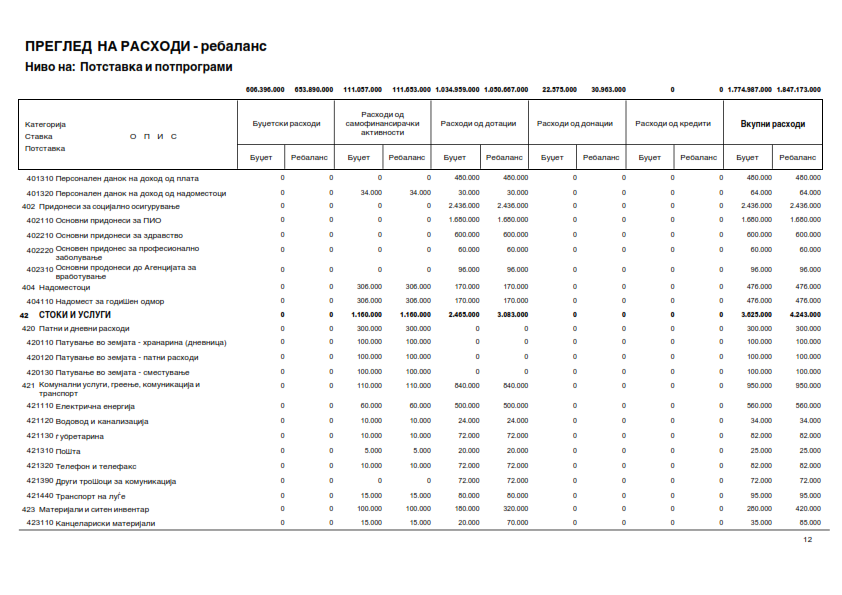 ПРЕГЛЕД НА РАСХОДИ - ребаланс
Ниво на: Потставка и потпрограми
606.396.000 653.890.000 111.057.000 111.653.000 1.034.959.000 1.050.667.000 22.575.000 30.963.000 0 0 1.774.987.000 1.847.173.000
Категорија
Ставка О П И С
Потставка
Буџетски расходи
Расходи од
самофинансирачки
активности
Расходи од дотации
Расходи од донации
Расходи од кредити
Вкупни расходи
Буџет Ребаланс Буџет Ребаланс Буџет Ребаланс Буџет Ребаланс Буџет Ребаланс Буџет Ребаланс
401310 Персонален данок на доход од плата 0 0 0 0 480.000 480.000 0 0 0 0 480.000 480.000
401320 Персонален данок на доход од надоместоци 0 0 34.000 34.000 30.000 30.000 0 0 0 0 64.000 64.000
402 Придонеси за социјално осигурување 0 0 0 0 2.436.000 2.436.000 0 0 0 0 2.436.000 2.436.000
402110 Основни придонеси за ПИО 0 0 0 0 1.680.000 1.680.000 0 0 0 0 1.680.000 1.680.000
402210 Основни придонеси за здравство 0 0 0 0 600.000 600.000 0 0 0 0 600.000 600.000
402220 Основен придонес за професионално
заболување 0 0 0 0 60.000 60.000 0 0 0 0 60.000 60.000
402310 Основни продонеси до Агенцијата за
вработување 0 0 0 0 96.000 96.000 0 0 0 0 96.000 96.000
404 Надоместоци 0 0 306.000 306.000 170.000 170.000 0 0 0 0 476.000 476.000
404110 Надомест за годиШен одмор 0 0 306.000 306.000 170.000 170.000 0 0 0 0 476.000 476.000
42 СТОКИ И УСЛУГИ 0 0 1.160.000 1.160.000 2.465.000 3.083.000 0 0 0 0 3.625.000 4.243.000
420 Патни и дневни расходи 0 0 300.000 300.000 0 0 0 0 0 0 300.000 300.000
420110 Патување во земјата - хранарина (дневница) 0 0 100.000 100.000 0 0 0 0 0 0 100.000 100.000
420120 Патување во земјата - патни расходи 0 0 100.000 100.000 0 0 0 0 0 0 100.000 100.000
420130 Патување во земјата - сместување 0 0 100.000 100.000 0 0 0 0 0 0 100.000 100.000
421 Комунални услуги, греење, комуникација и
транспорт 0 0 110.000 110.000 840.000 840.000 0 0 0 0 950.000 950.000
421110 Електрична енергија 0 0 60.000 60.000 500.000 500.000 0 0 0 0 560.000 560.000
421120 Водовод и канализација 0 0 10.000 10.000 24.000 24.000 0 0 0 0 34.000 34.000
421130 ѓубретарина 0 0 10.000 10.000 72.000 72.000 0 0 0 0 82.000 82.000
421310 ПоШта 0 0 5.000 5.000 20.000 20.000 0 0 0 0 25.000 25.000
421320 Телефон и телефакс 0 0 10.000 10.000 72.000 72.000 0 0 0 0 82.000 82.000
421390 Други троШоци за комуникација 0 0 0 0 72.000 72.000 0 0 0 0 72.000 72.000
421440 Транспорт на луѓе 0 0 15.000 15.000 80.000 80.000 0 0 0 0 95.000 95.000
423 Материјали и ситен инвентар 0 0 100.000 100.000 180.000 320.000 0 0 0 0 280.000 420.000
423110 Канцелариски материјали 0 0 15.000 15.000 20.000 70.000 0 0 0 0 35.000 85.000
12